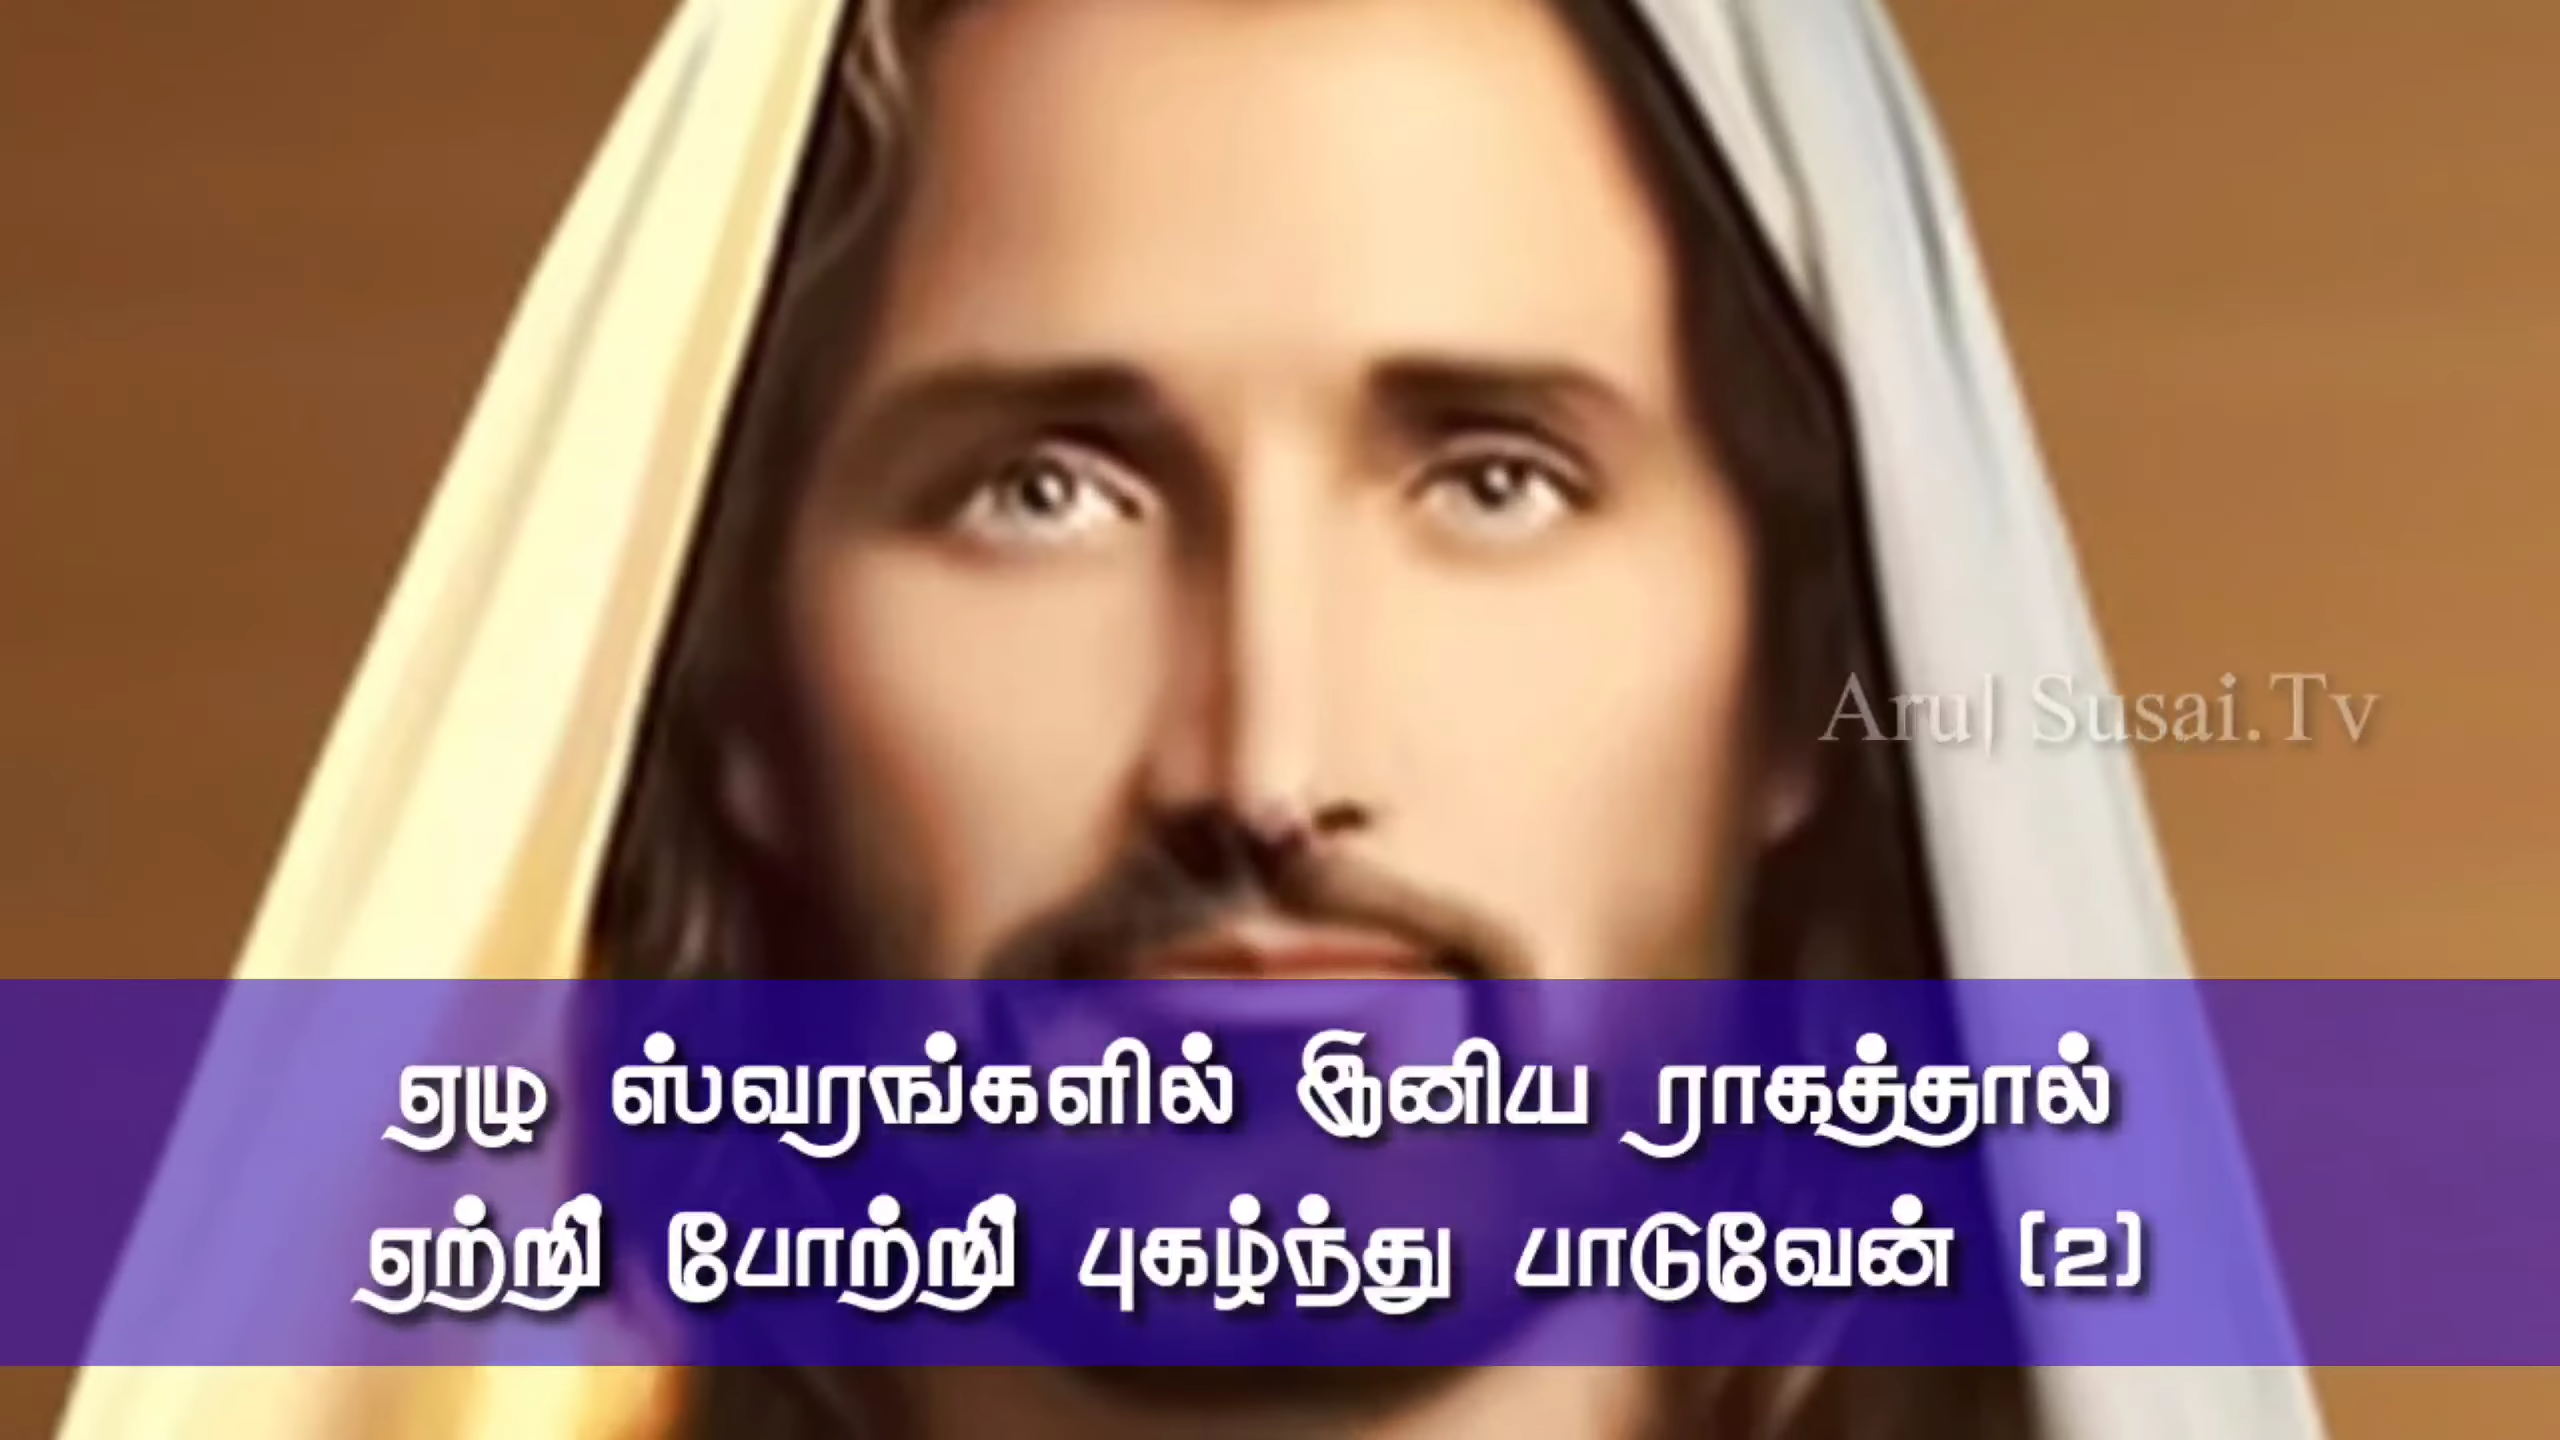 Arul Susai.Tv
ஏழு ஸ்வரங்களில் இனிய ராகத்தால்
ஏற்றி போற்றி புகழ்ந்து பாடுவேன் (2)